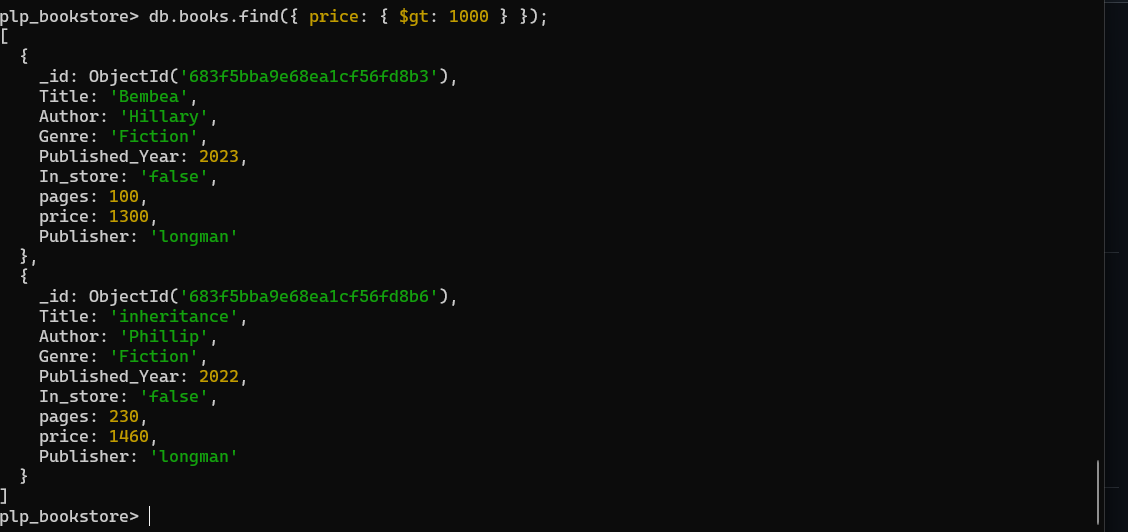 plp_bookstore> db.books.find({ price: { $gt: 1000 } });
[
  {
    _id: ObjectId('683f5bba9e68ea1cf56fd8b3'),
    Title: 'Bembea',
    Author: 'Hillary',
    Genre: 'Fiction',
    Published_Year: 2023,
    In_store: 'false',
    pages: 100,
    price: 1300,
    Publisher: 'longman'
  },
  {
    _id: ObjectId('683f5bba9e68ea1cf56fd8b6'),
    Title: 'inheritance',
    Author: 'Phillip',
    Genre: 'Fiction',
    Published_Year: 2022,
    In_store: 'false',
    pages: 230,
    price: 1460,
    Publisher: 'longman'
  }
]
plp_bookstore>